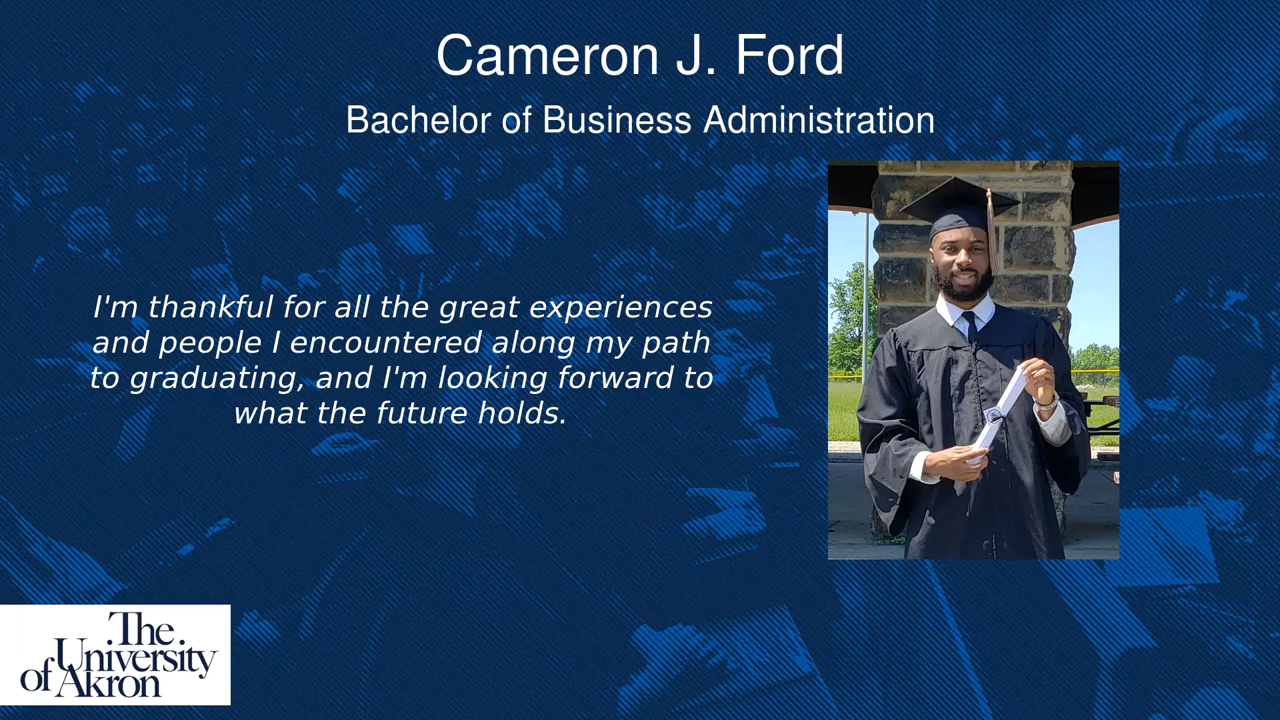 Cameron J. Ford
Bachelor of Business Administration
I'm thankful for all the great experiences
and people I encountered along my path
to graduating, and I'm looking forward to
what the future holds.
The
University
of Akron